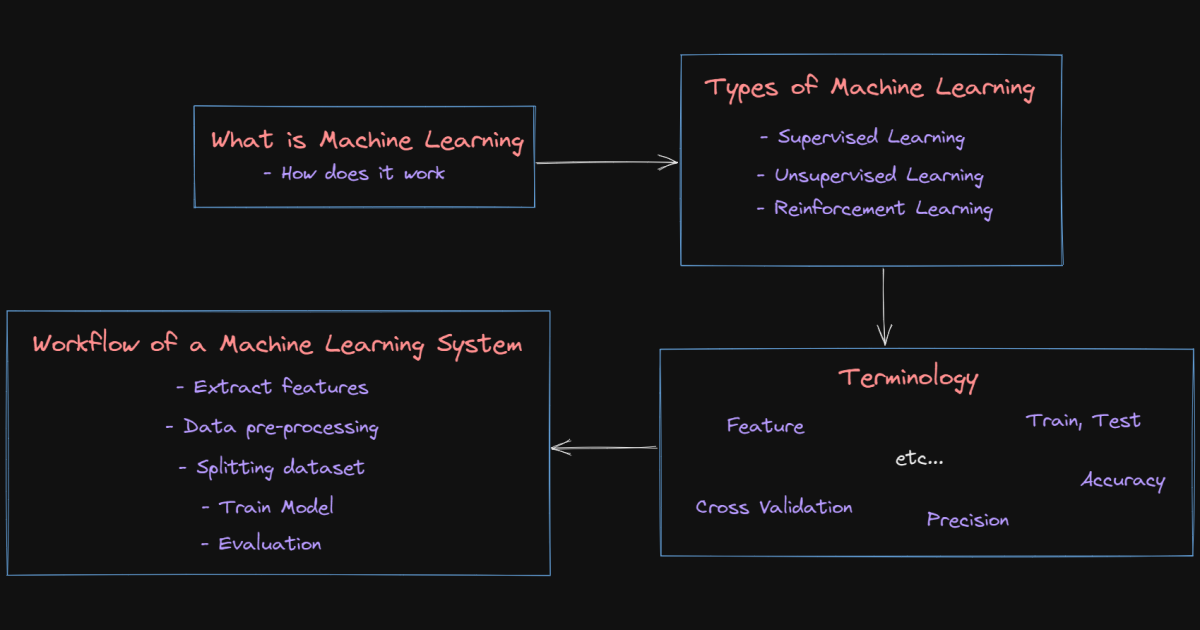 What is Machine Learning
- How does it work
Types of Machine Learning
- Supervised Learning
- Unsupervised Learning
- Reinforcement Learning
Terminology
Feature
Train, Test
etc...
Accuracy
Cross Validation
Precision
Workflow of a Machine Learning System
- Extract features
- Data pre-processing
- Splitting dataset
- Train Model
- Evaluation